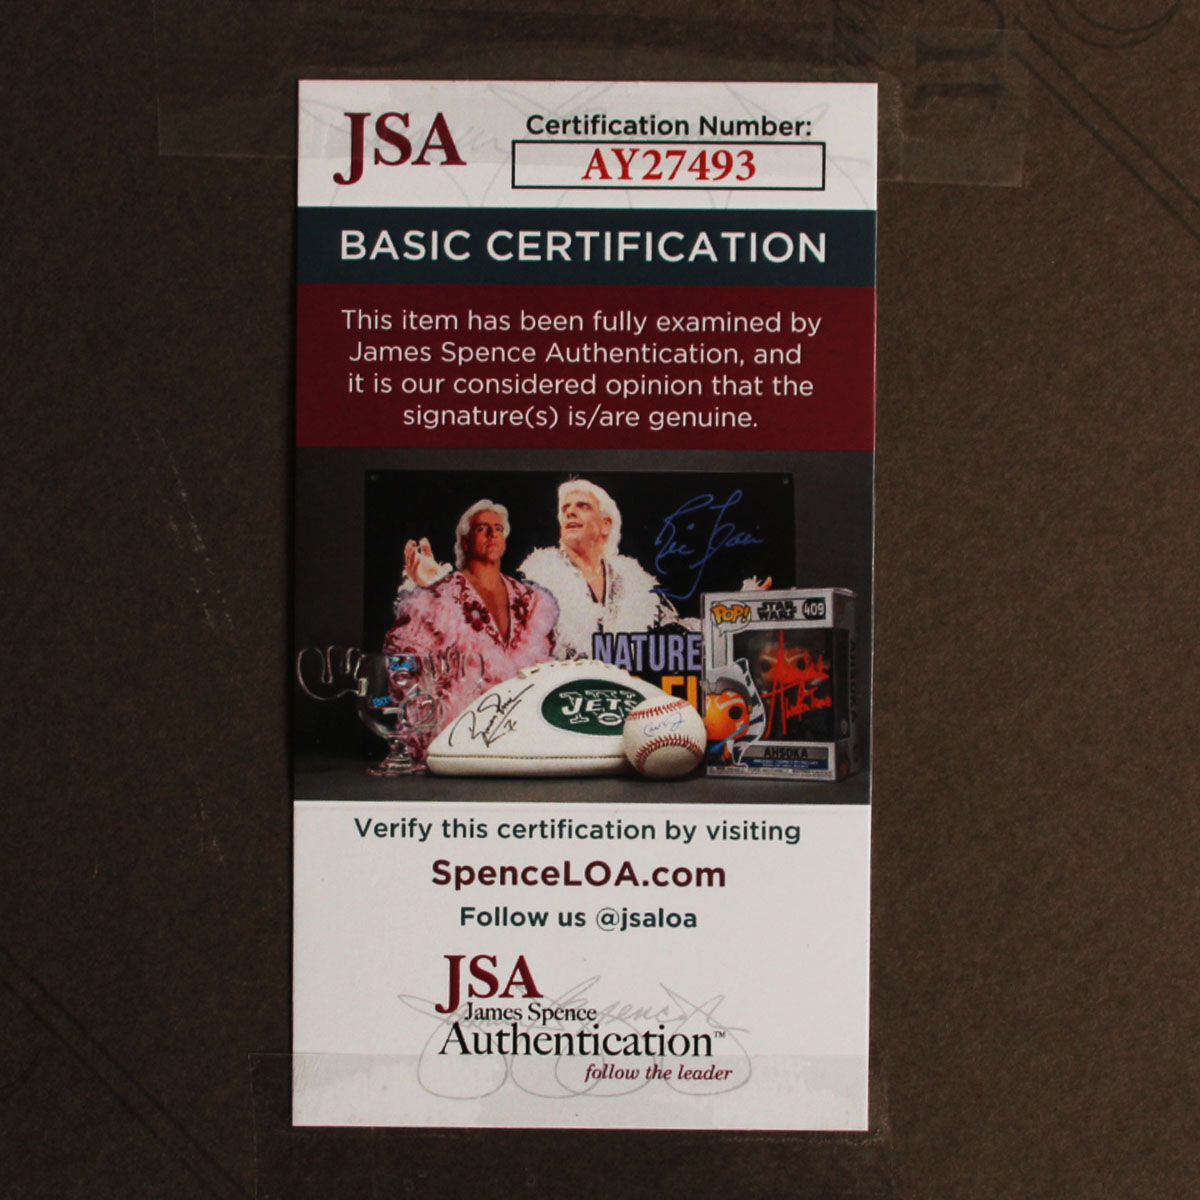 JSA
Certification Number:
AY27493
BASIC CERTIFICATION
This item has been fully examined by
James Spence Authentication, and
it is our considered opinion that the
signature(s) is/are genuine.
NATURE
POP!
STAR
WARS
409
JETS
AHSOKA
Verify this certification by visiting
SpenceLOA.com
Follow us @jsaloa
JSA
James Spence
Authentication™
follow the leader